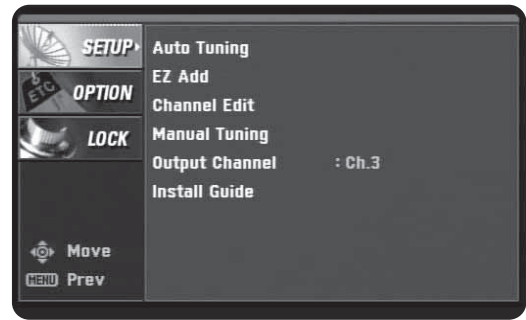 SETUP
ETC OPTION
LOCK
Auto Tuning
EZ Add
Channel Edit
Manual Tuning
Output Channel : Ch.3
Install Guide
Move
MENU Prev